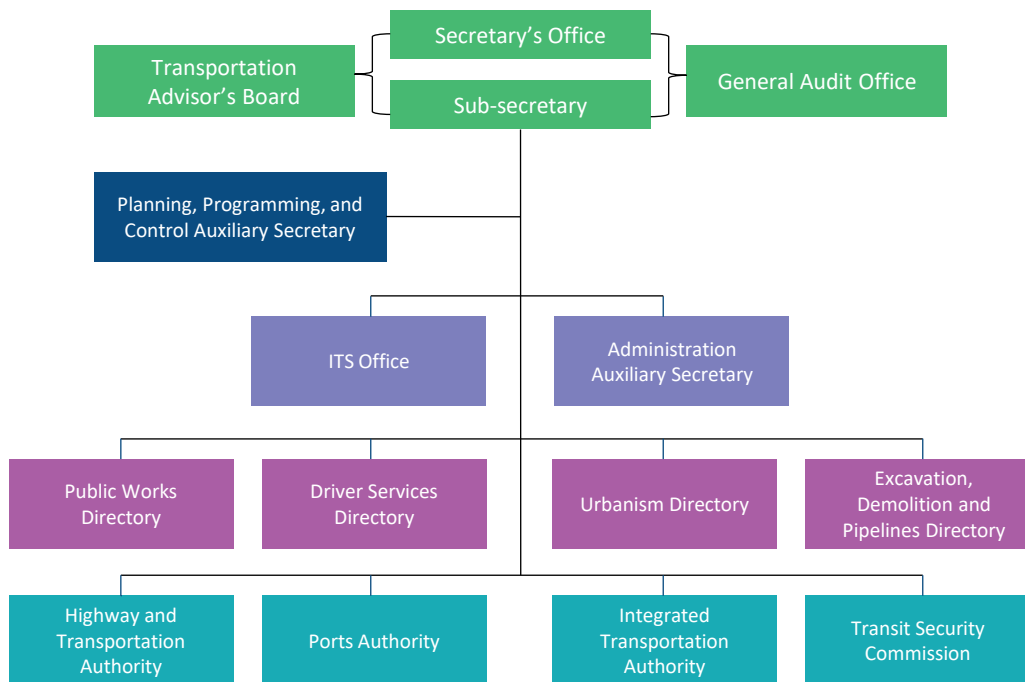 Secretary's Office
Transportation
Advisor's Board
General Audit Office
Sub-secretary
Planning, Programming, and
Control Auxiliary Secretary
ITS Office
Administration
Auxiliary Secretary
Public Works
Directory
Driver Services
Directory
Urbanism Directory
Excavation,
Demolition and
Pipelines Directory
Highway and
Transportation
Authority
Ports Authority
Integrated
Transportation
Authority
Transit Security
Commission